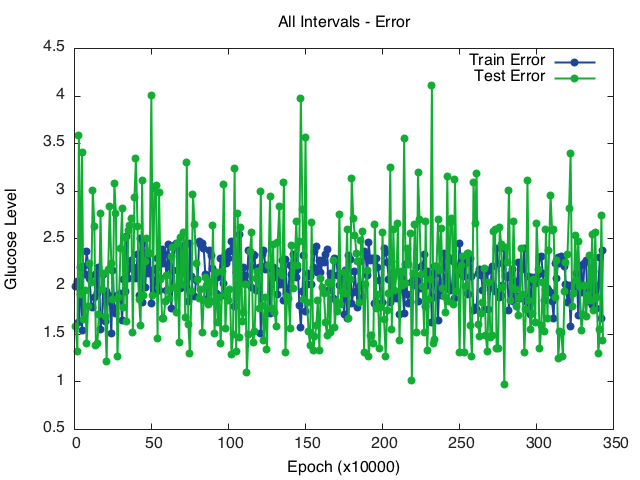 All Intervals - Error
Train Error
Test Error
4.5
4
3.5
3
2.5
2
1.5
1
0.5
Glucose Level
0 50 100 150 200 250 300 350
Epoch (x10000)